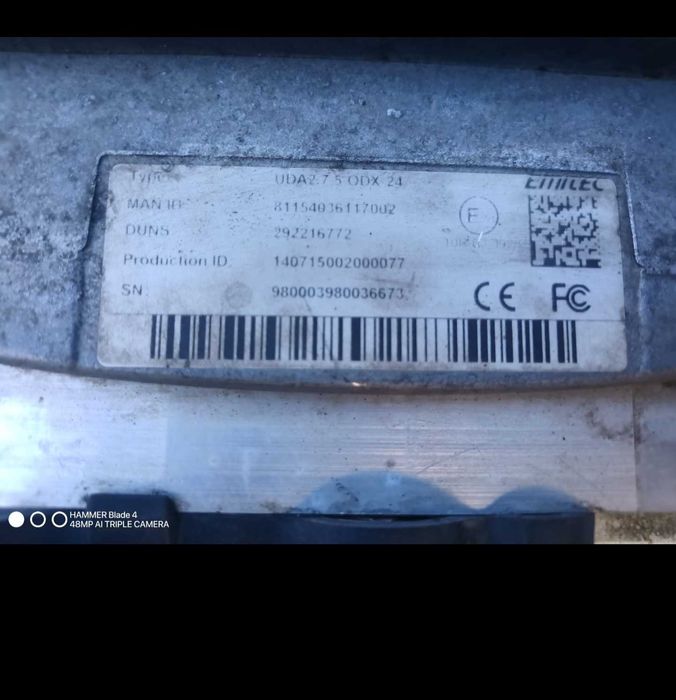 Type UDA2.7.5 ODX 24
Emitec
MAN ID 81154036117002
DUNS 292216772
E
Production ID 140715002000077
SN 980003980036673
CE FC
HAMMER Blade 4
48MP AI TRIPLE CAMERA